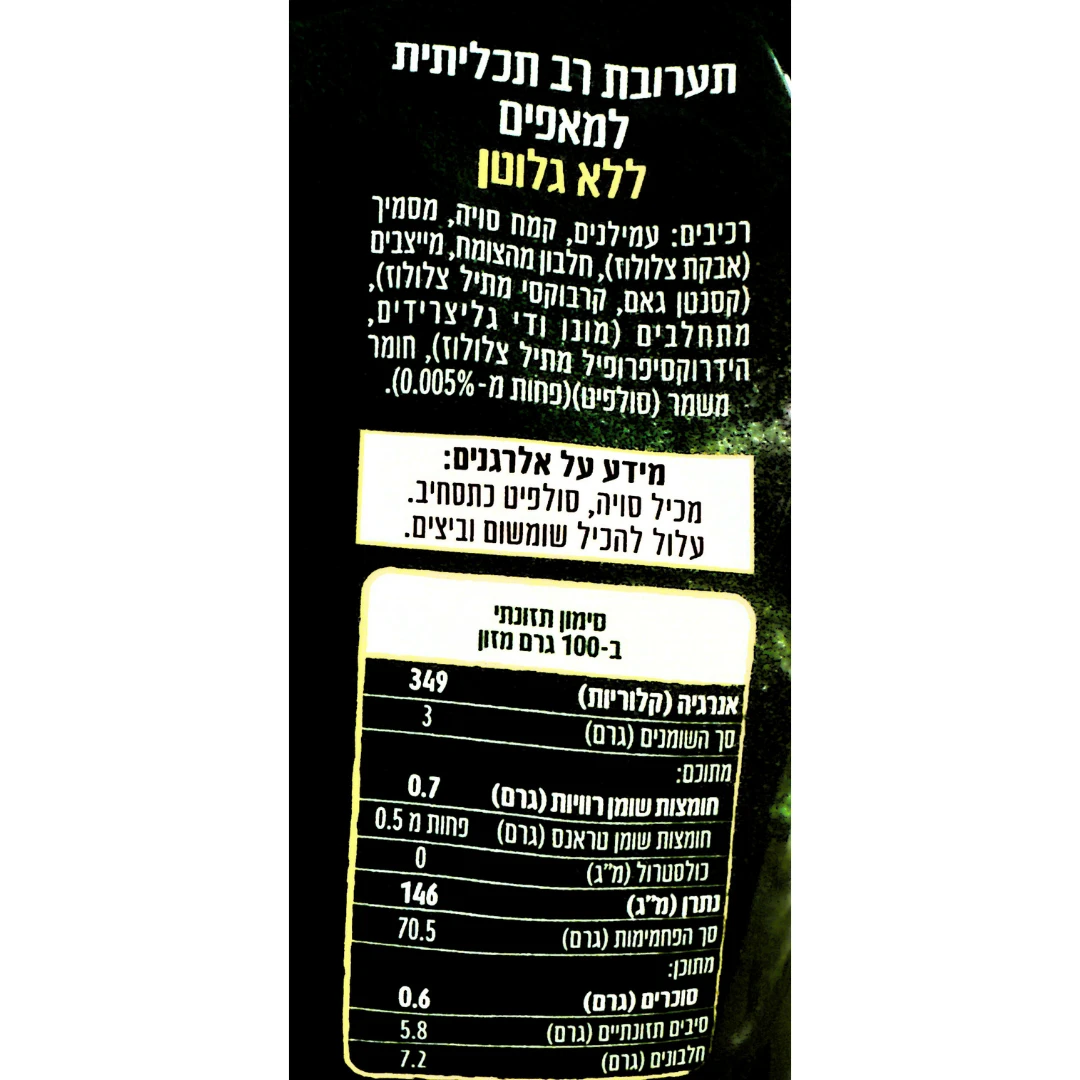 תערובת רב תכליתית
למאפים
ללא גלוטן
רכיבים: עמילנים, קמח סויה, מסמיך
(אבקת צלולוז), חלבון מהצומח, מייצבים
(קסנטן גאם, קרבוקסי מתיל צלולוז),
מתחלבים (מונו ודי גליצרידים,
הידרוקסיפרופיל מתיל צלולוז), חומר
משמר (סולפיט)(פחות מ-0.005%).
מידע על אלרגנים:
מכיל סויה, סולפיט כתסחיב.
עלול להכיל שומשום וביצים.
סימון תזונתי
ב-100 גרם מזון
אנרגיה (קלוריות) 349
סך השומנים (גרם) 3
מתוכם:
חומצות שומן רוויות (גרם) 0.7
חומצות שומן טראנס (גרם) פחות מ 0.5
כולסטרול (מ"ג) 0
נתרן (מ"ג) 146
סך הפחמימות (גרם) 70.5
מתוכן:
סוכרים (גרם) 0.6
סיבים תזונתיים (גרם) 5.8
חלבונים (גרם) 7.2